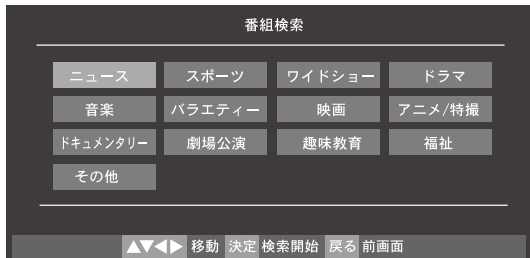 番組検索
ニュース スポーツ ワイドショー ドラマ
音楽 バラエティー 映画 アニメ/特撮
ドキュメンタリー 劇場公演 趣味教育 福祉
その他
▲▼◀▶ 移動 決定 検索開始 戻る 前画面